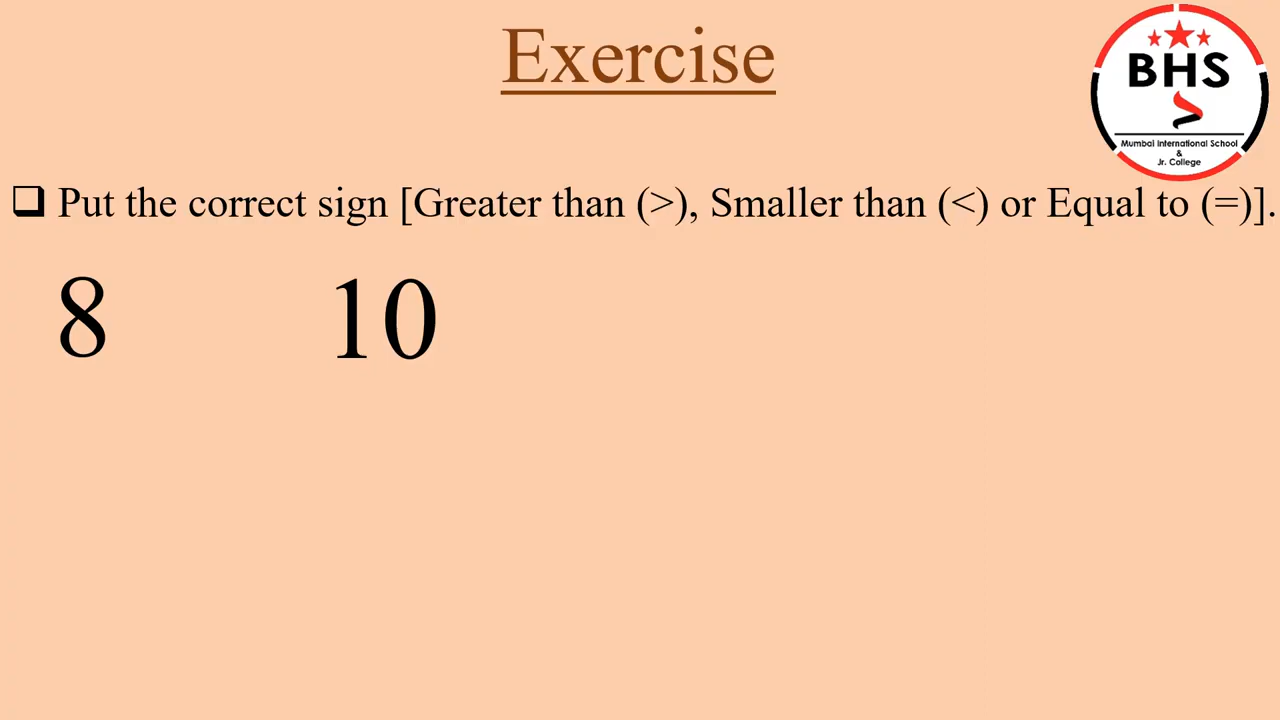 Exercise
BHS
Mumbai International School
&
Jr. College
❑ Put the correct sign [Greater than (>), Smaller than (<) or Equal to (=)].
8 10